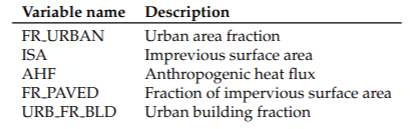 Variable name Description
FR_URBAN Urban area fraction
ISA Imprevious surface area
AHF Anthropogenic heat flux
FR_PAVED Fraction of impervious surface area
URB_FR_BLD Urban building fraction